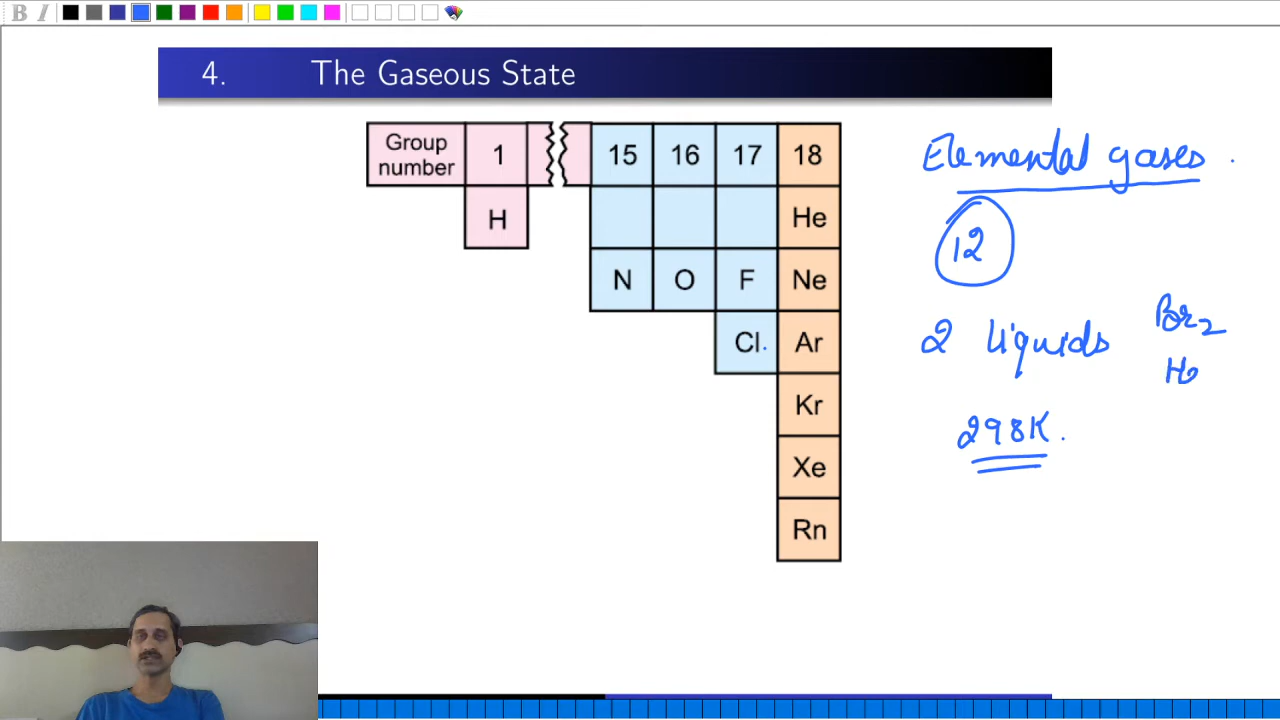 B I
4. The Gaseous State
Group number 1 15 16 17 18
H He
N O F Ne
Cl. Ar
Kr
Xe
Rn
Elemental gases .
12
2 liquids Br2
Hg
298K.